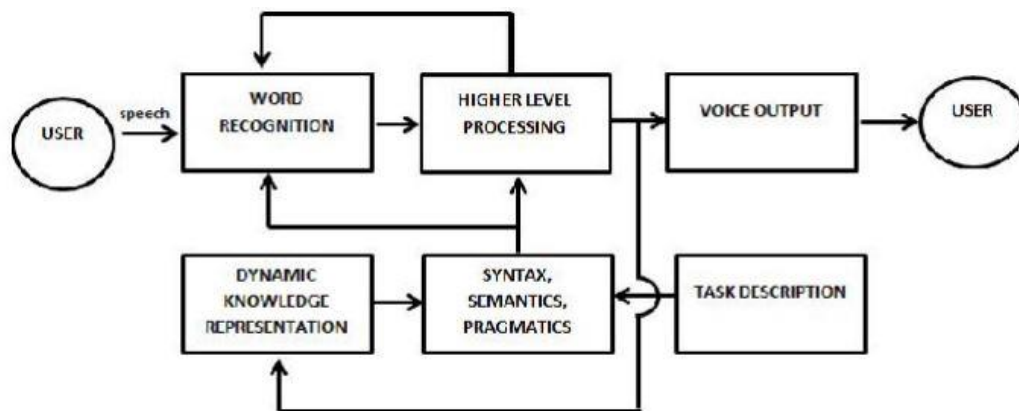 USER
speech
WORD
RECOGNITION
HIGHER LEVEL
PROCESSING
VOICE OUTPUT
USER
DYNAMIC
KNOWLEDGE
REPRESENTATION
SYNTAX,
SEMANTICS,
PRAGMATICS
TASK DESCRIPTION